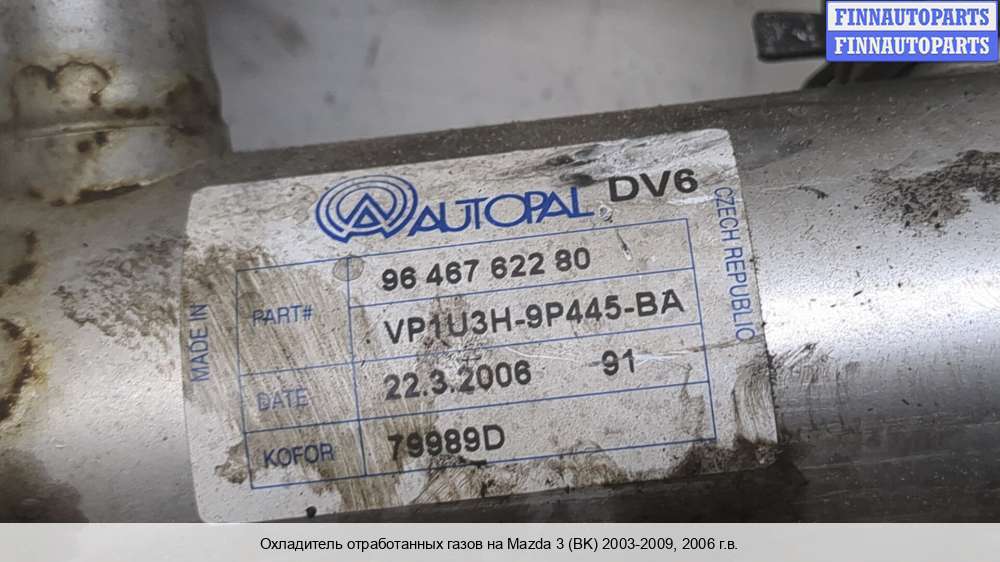 FINNAUTOPARTS
FINNAUTOPARTS
AUTOPAL DV6
MADE IN
CZECH REPUBLIC
PART# 96 467 622 80
VP1U3H-9P445-BA
DATE 22.3.2006 91
KOFOR 79989D
Охладитель отработанных газов на Mazda 3 (BK) 2003-2009, 2006 г.в.